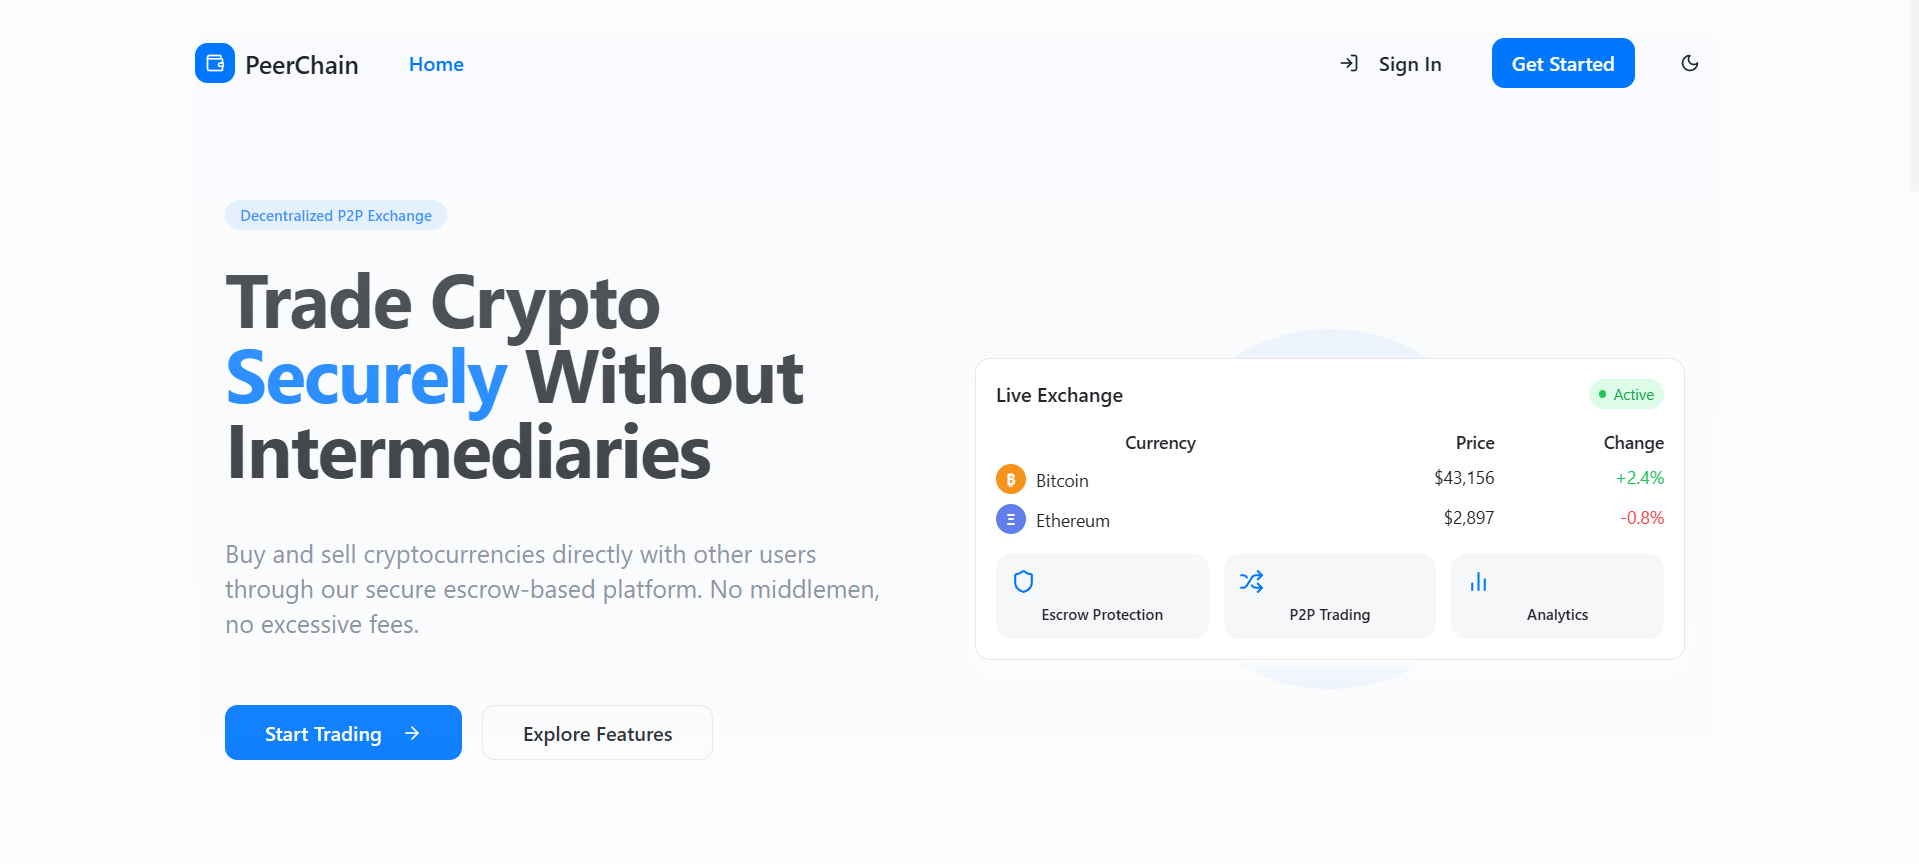 PeerChain
Home
Sign In
Get Started
Decentralized P2P Exchange
Trade Crypto
Securely Without
Intermediaries
Buy and sell cryptocurrencies directly with other users
through our secure escrow-based platform. No middlemen,
no excessive fees.
Start Trading
Explore Features
Live Exchange
Active
Currency Price Change
Bitcoin $43,156 +2.4%
Ethereum $2,897 -0.8%
Escrow Protection
P2P Trading
Analytics